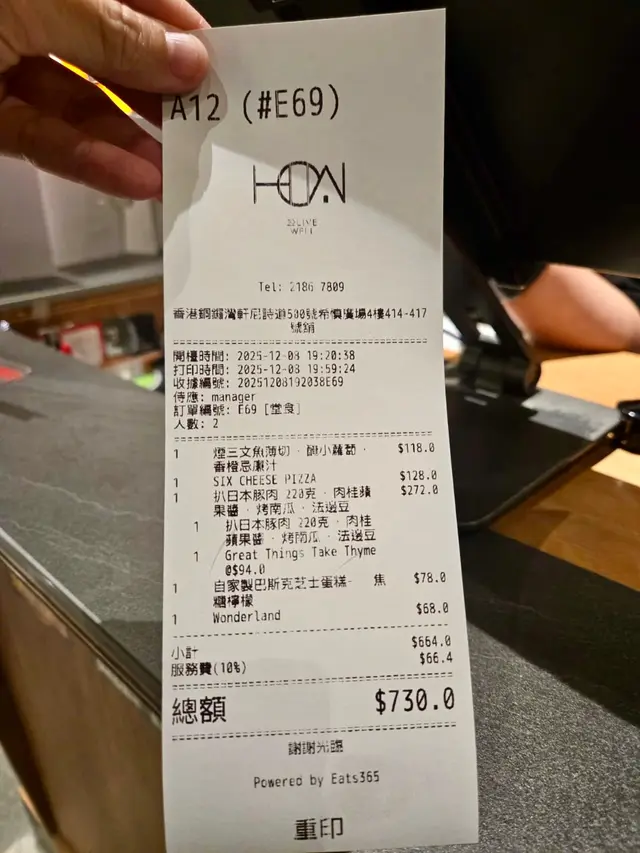 A12 (#E69)
Tel: 2186 7809
香港銅鑼灣軒尼詩道500號希慎廣場4樓414-417
號舖
開檯時間: 2025-12-08 19:20:38
打印時間: 2025-12-08 19:59:24
收據編號: 20251208192038E69
侍應: manager
訂單編號: E69 [堂食]
人數: 2
1 煙三文魚薄切 · 醃小蘿蔔 · $118.0
香橙忌廉汁
1 SIX CHEESE PIZZA $128.0
1 扒日本豚肉 220克 · 肉桂蘋 $272.0
果醬 · 烤南瓜 · 法邊豆
1 扒日本豚肉 220克 · 肉桂
蘋果醬 · 烤南瓜 · 法邊豆
1 Great Things Take Thyme
@$94.0
1 自家製巴斯克芝士蛋糕- 焦 $78.0
糖檸檬
1 Wonderland $68.0
小計 $664.0
服務費(10%) $66.4
總額 $730.0
謝謝光臨
Powered by Eats365
重印